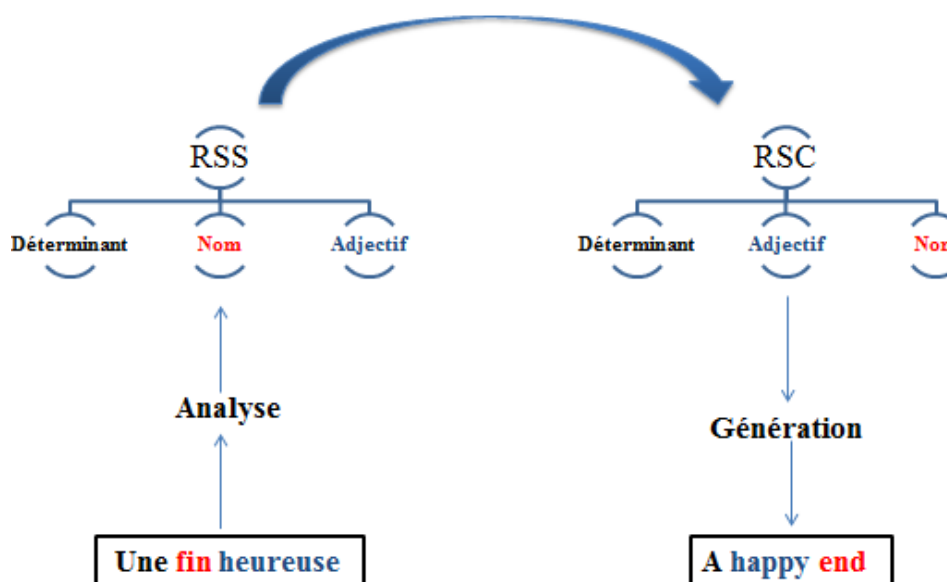 RSS
RSC
Déterminant Nom Adjectif
Déterminant Adjectif
Analyse
Génération
Une fin heureuse
A happy end